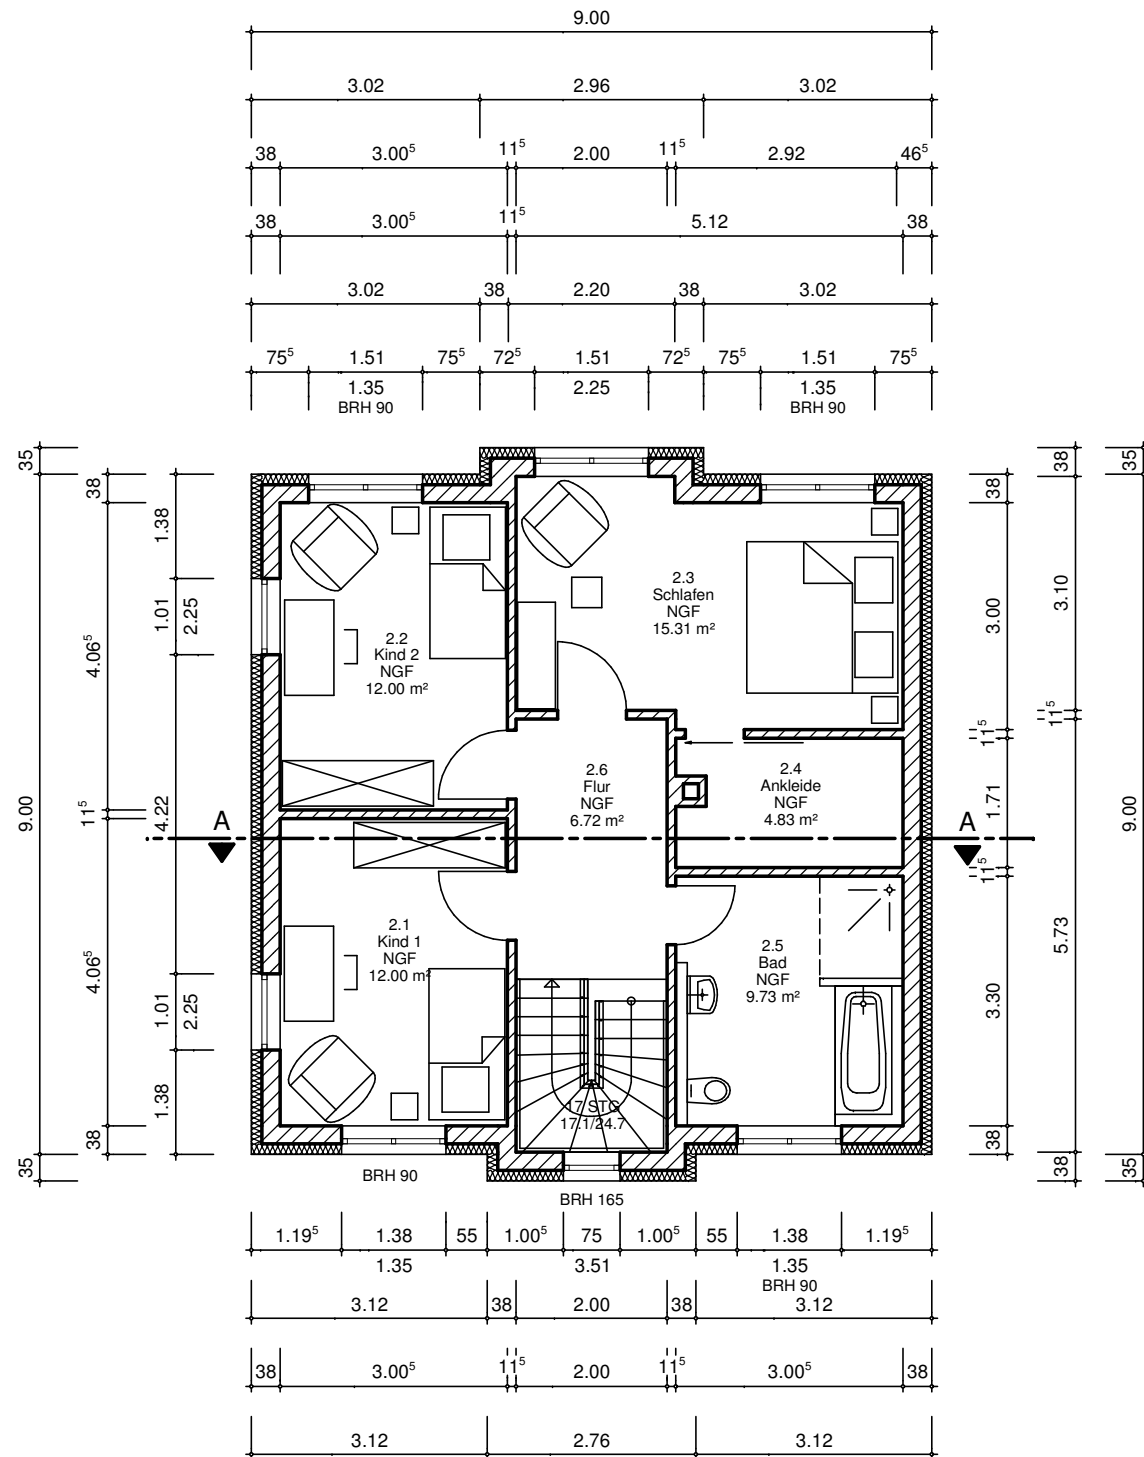 9.00
3.02 2.96 3.02
38 3.00⁵ 11⁵ 2.00 11⁵ 2.92 46⁵
38 3.00⁵ 11⁵ 5.12 38
3.02 38 2.20 38 3.02
75⁵ 1.51 75⁵ 72⁵ 1.51 72⁵ 75⁵ 1.51 75⁵
1.35 2.25 1.35
BRH 90 BRH 90
35 9.00 35
38 4.06⁵ 11⁵ 4.06⁵ 38
1.38 1.01 4.22 1.01 1.38
2.25 2.25
2.2
Kind 2
NGF
12.00 m²
2.3
Schlafen
NGF
15.31 m²
2.6
Flur
NGF
6.72 m²
2.4
Ankleide
NGF
4.83 m²
A A
2.1
Kind 1
NGF
12.00 m²
2.5
Bad
NGF
9.73 m²
17 STG
17.1/24.7
38 3.00 11⁵ 1.71 11⁵ 3.30 38
38 3.10 11⁵ 5.73 38
35 9.00 35
BRH 90
BRH 165
1.19⁵ 1.38 55 1.00⁵ 75 1.00⁵ 55 1.38 1.19⁵
1.35 3.51 1.35
BRH 90
3.12 38 2.00 38 3.12
38 3.00⁵ 11⁵ 2.00 11⁵ 3.00⁵ 38
3.12 2.76 3.12